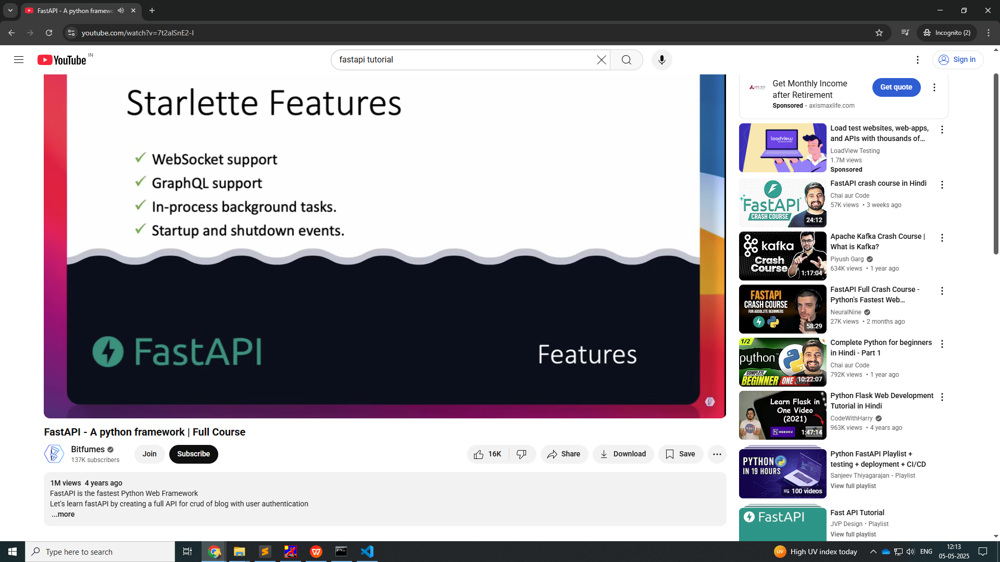 FastAPI - A python framewo
youtube.com/watch?v=7t2alSnE2-I
Incognito (2)
YouTube
IN
fastapi tutorial
Sign in
Starlette Features
WebSocket support
GraphQL support
In-process background tasks.
Startup and shutdown events.
FastAPI
Features
FastAPI - A python framework | Full Course
Bitfumes
137K subscribers
Join
Subscribe
16K
Share
Download
Save
1M views 4 years ago
FastAPI is the fastest Python Web Framework
Let's learn fastAPI by creating a full API for crud of blog with user authentication
...more
Get Monthly Income
after Retirement
Sponsored · axismaxlife.com
Get quote
loadview
Load test websites, web-apps,
and APIs with thousands of...
LoadView Testing
1.7M views
Sponsored
FastAPI
CRASH COURSE
24:12
FastAPI crash course in Hindi
Chai aur Code
57K views • 3 weeks ago
kafka
Crash
Course
1:17:04
Apache Kafka Crash Course |
What is Kafka?
Piyush Garg
634K views • 1 year ago
FASTAPI
CRASH COURSE
FOR ABSOLUTE BEGINNERS
58:29
FastAPI Full Crash Course -
Python's Fastest Web...
NeuralNine
27K views • 2 months ago
1/2
python
COMPLETE
BEGINNER ONE SHOT
10:22:07
Complete Python for beginners
in Hindi - Part 1
Chai aur Code
792K views • 1 year ago
Learn Flask in
One Video
(2021)
HEROKU
NASA
1:47:14
Python Flask Web Development
Tutorial in Hindi
CodeWithHarry
963K views • 4 years ago
PYTHON
IN 19 HOURS
100 videos
Python FastAPI Playlist +
testing + deployment + CI/CD
Sanjeev Thiyagarajan • Playlist
View full playlist
FastAPI
Fast API Tutorial
JVP Design • Playlist
View full playlist
Type here to search
UV
High UV index today
ENG
12:13
05-05-2025